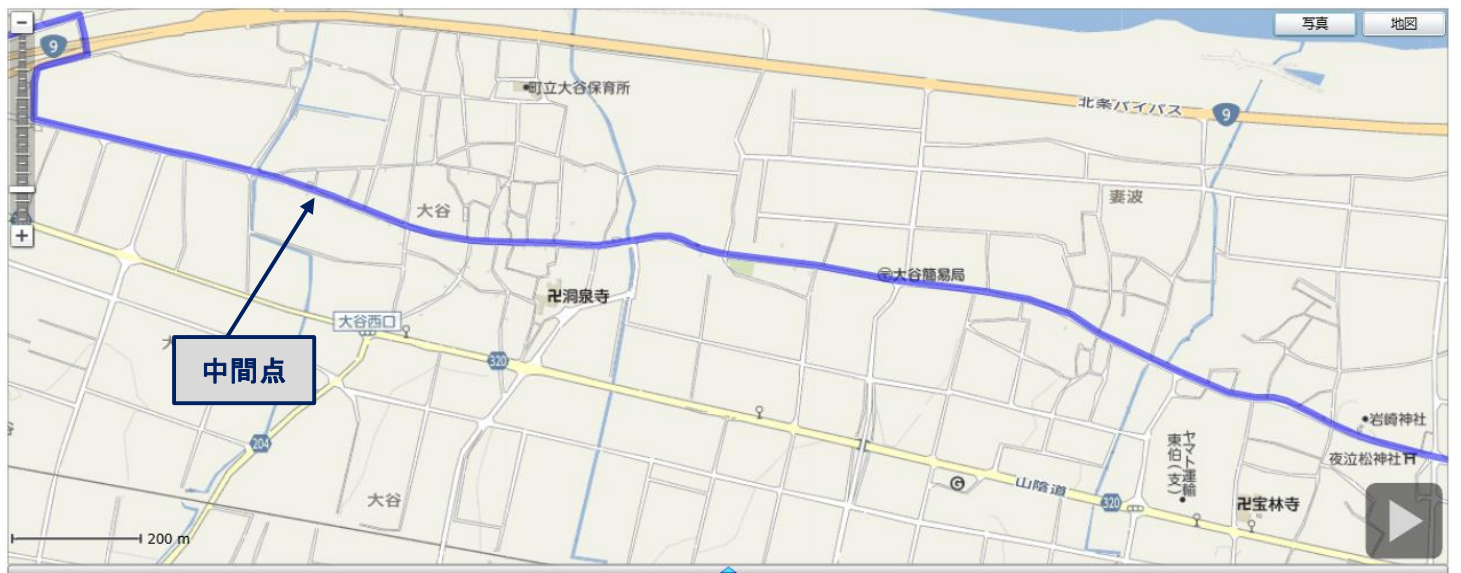 写真
地図
9
町立大谷保育所
北条バイパス
9
妻波
大谷
大谷簡易局
洞泉寺
大谷西口
中間点
320
岩崎神社
夜泣松神社
204
山陰道
ヤマト運輸
東伯(支)
大谷
320
宝林寺
200 m